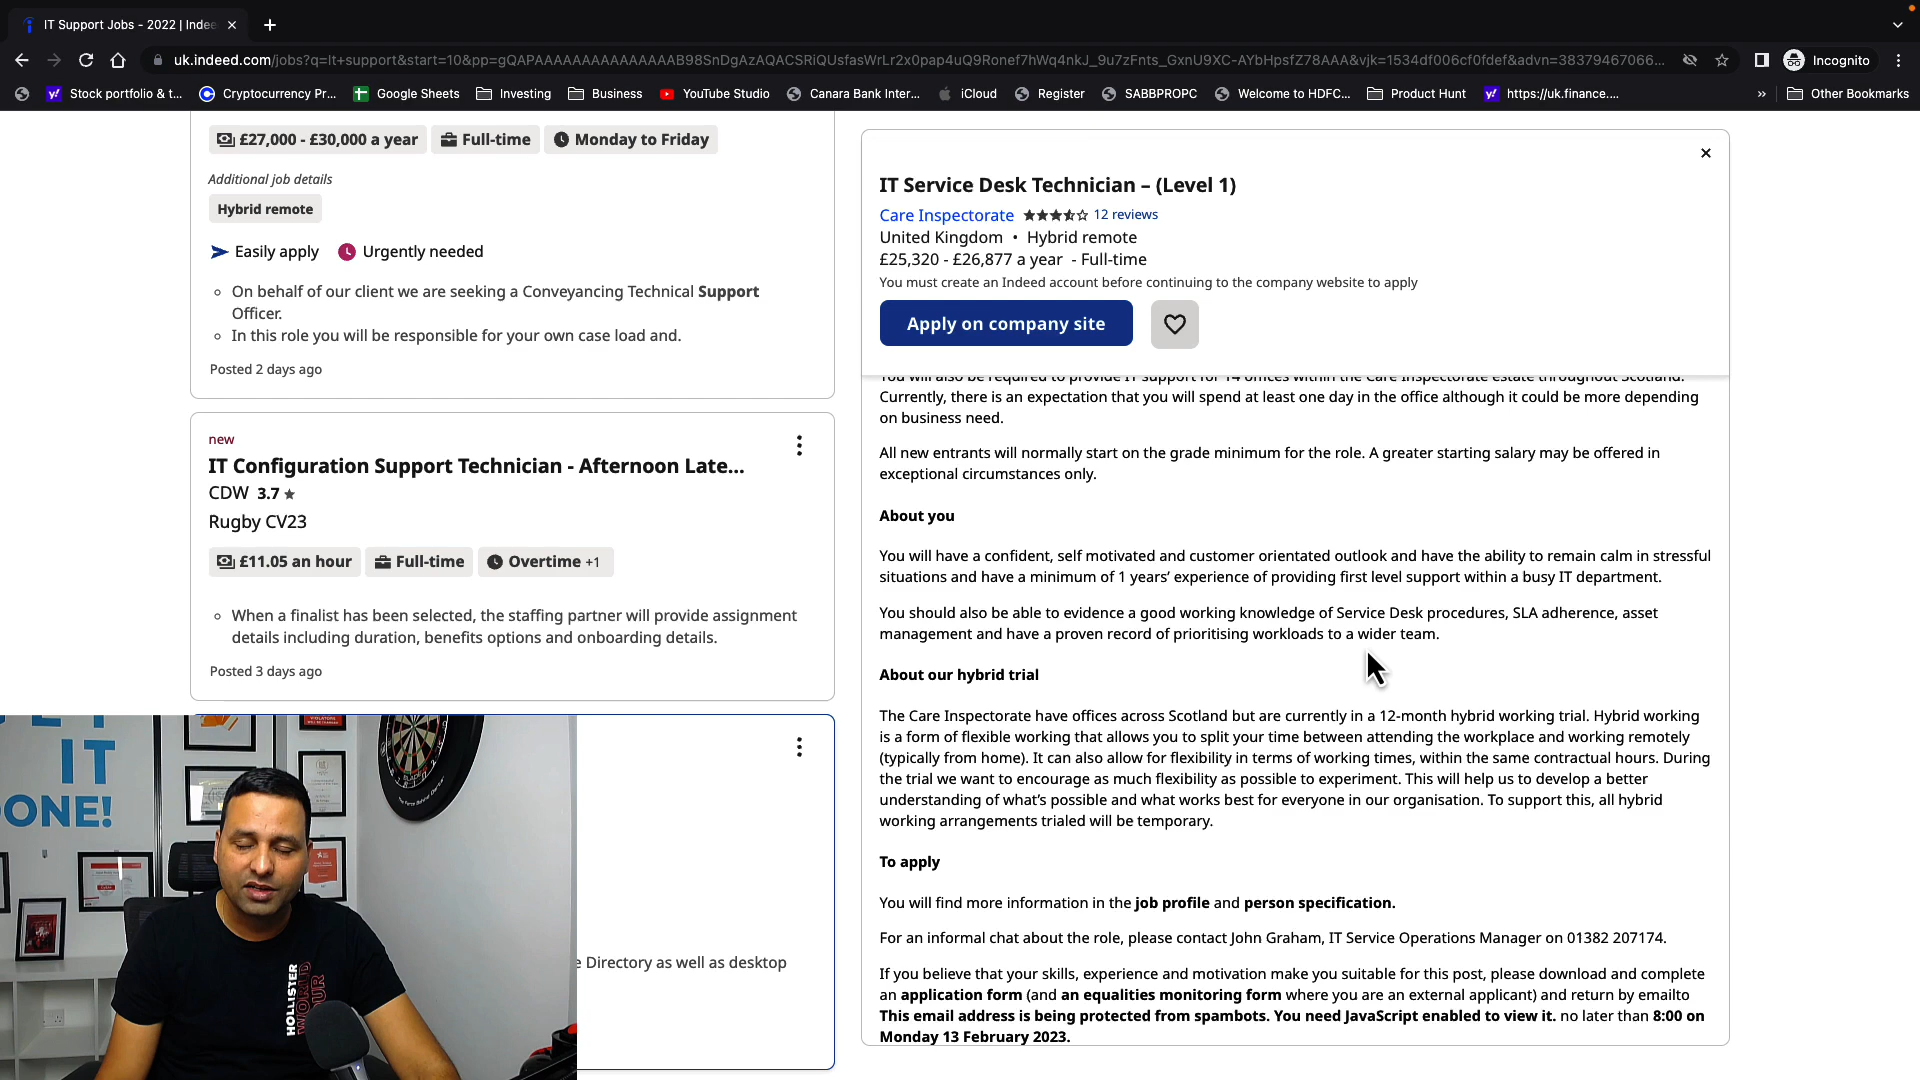 IT Support Jobs - 2022 | Inde
uk.indeed.com/jobs?q=It+support&start=10&pp=gQAPAAAAAAAAAAAAAAAB98SnDgAzAQACSRiQUsfasWrLr2x0pap4uQ9Ronef7hWq4nkJ_9u7zFnts_GxnU9XC-AYbHpsfZ78AAA&vjk=1534df006cf0fdef&advn=38379467066...
Incognito
Stock portfolio & t...
Cryptocurrency Pr...
Google Sheets
Investing
Business
YouTube Studio
Canara Bank Inter...
iCloud
Register
SABBPROPC
Welcome to HDFC...
Product Hunt
https://uk.finance....
»
Other Bookmarks
£27,000 - £30,000 a year
Full-time
Monday to Friday
Additional job details
Hybrid remote
Easily apply
Urgently needed
On behalf of our client we are seeking a Conveyancing Technical Support
Officer.
In this role you will be responsible for your own case load and.
Posted 2 days ago
new
IT Configuration Support Technician - Afternoon Late...
CDW 3.7
Rugby CV23
£11.05 an hour
Full-time
Overtime +1
When a finalist has been selected, the staffing partner will provide assignment
details including duration, benefits options and onboarding details.
Posted 3 days ago
e Directory as well as desktop
IT
DONE!
HOLLISTER
WORLD
TOUR
IT Service Desk Technician – (Level 1)
Care Inspectorate 12 reviews
United Kingdom • Hybrid remote
£25,320 - £26,877 a year - Full-time
You must create an Indeed account before continuing to the company website to apply
Apply on company site
You will also be required to provide IT support for 14 offices within the Care Inspectorate estate throughout Scotland.
Currently, there is an expectation that you will spend at least one day in the office although it could be more depending
on business need.
All new entrants will normally start on the grade minimum for the role. A greater starting salary may be offered in
exceptional circumstances only.
About you
You will have a confident, self motivated and customer orientated outlook and have the ability to remain calm in stressful
situations and have a minimum of 1 years’ experience of providing first level support within a busy IT department.
You should also be able to evidence a good working knowledge of Service Desk procedures, SLA adherence, asset
management and have a proven record of prioritising workloads to a wider team.
About our hybrid trial
The Care Inspectorate have offices across Scotland but are currently in a 12-month hybrid working trial. Hybrid working
is a form of flexible working that allows you to split your time between attending the workplace and working remotely
(typically from home). It can also allow for flexibility in terms of working times, within the same contractual hours. During
the trial we want to encourage as much flexibility as possible to experiment. This will help us to develop a better
understanding of what’s possible and what works best for everyone in our organisation. To support this, all hybrid
working arrangements trialed will be temporary.
To apply
You will find more information in the job profile and person specification.
For an informal chat about the role, please contact John Graham, IT Service Operations Manager on 01382 207174.
If you believe that your skills, experience and motivation make you suitable for this post, please download and complete
an application form (and an equalities monitoring form where you are an external applicant) and return by emailto
This email address is being protected from spambots. You need JavaScript enabled to view it. no later than 8:00 on
Monday 13 February 2023.